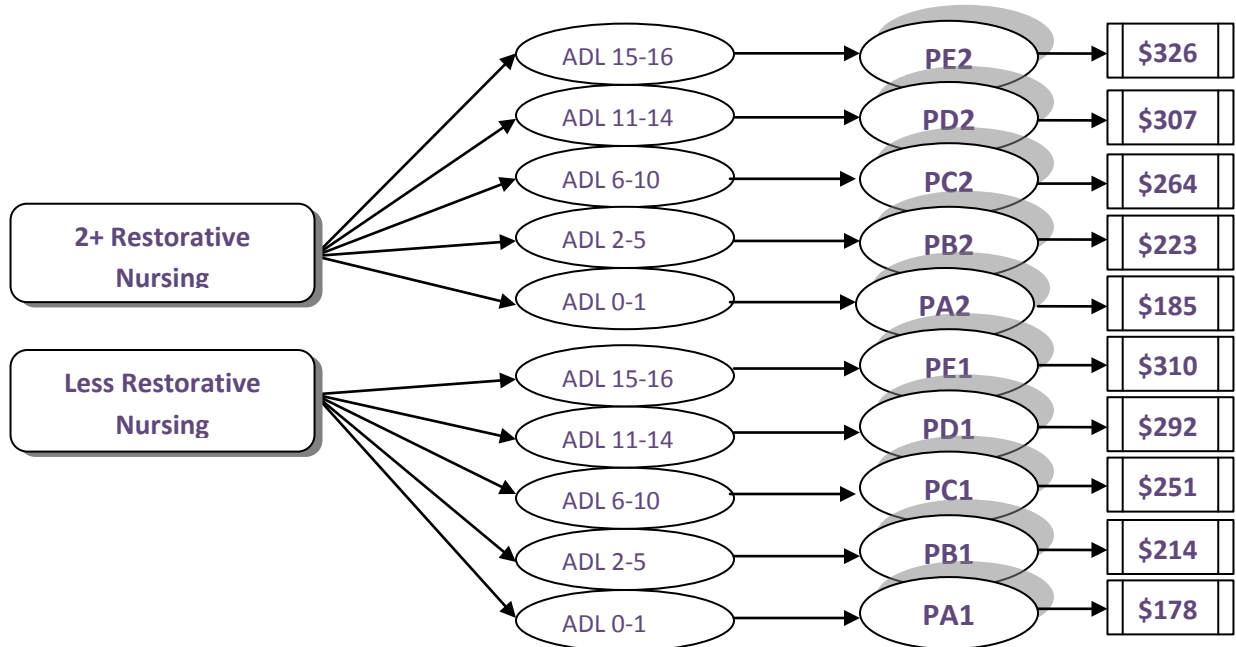 ADL 15-16 PE2 $326
ADL 11-14 PD2 $307
ADL 6-10 PC2 $264
2+ Restorative
Nursing
ADL 2-5 PB2 $223
ADL 0-1 PA2 $185
Less Restorative
Nursing
ADL 15-16 PE1 $310
ADL 11-14 PD1 $292
ADL 6-10 PC1 $251
ADL 2-5 PB1 $214
ADL 0-1 PA1 $178